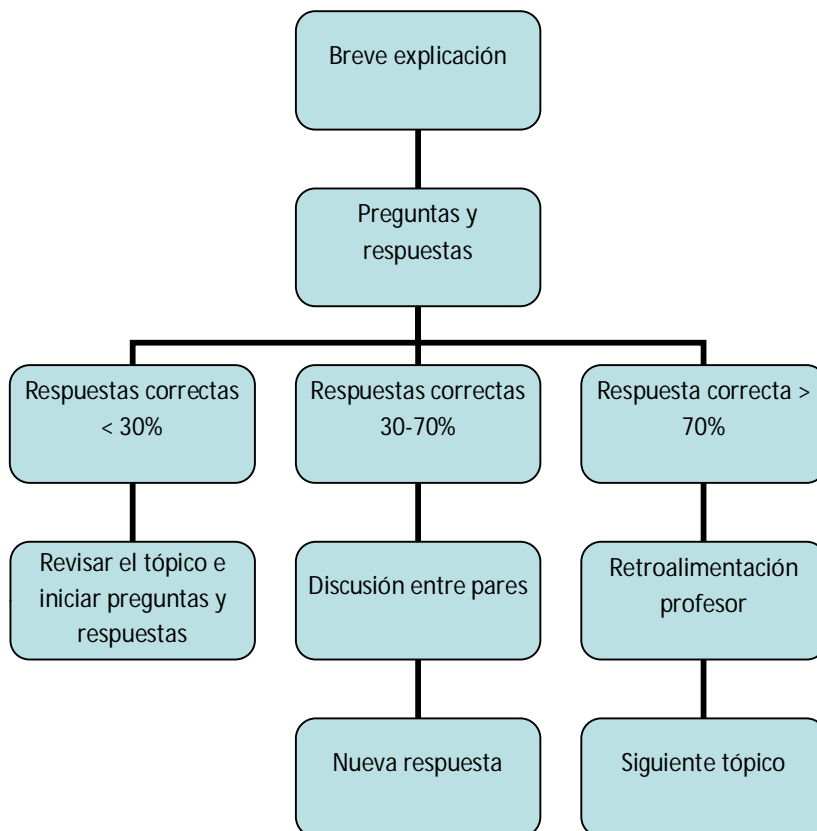 Breve explicación
Preguntas y
respuestas
Respuestas correctas
< 30%
Respuestas correctas
30-70%
Respuesta correcta >
70%
Revisar el tópico e
iniciar preguntas y
respuestas
Discusión entre pares
Retroalimentación
profesor
Nueva respuesta
Siguiente tópico